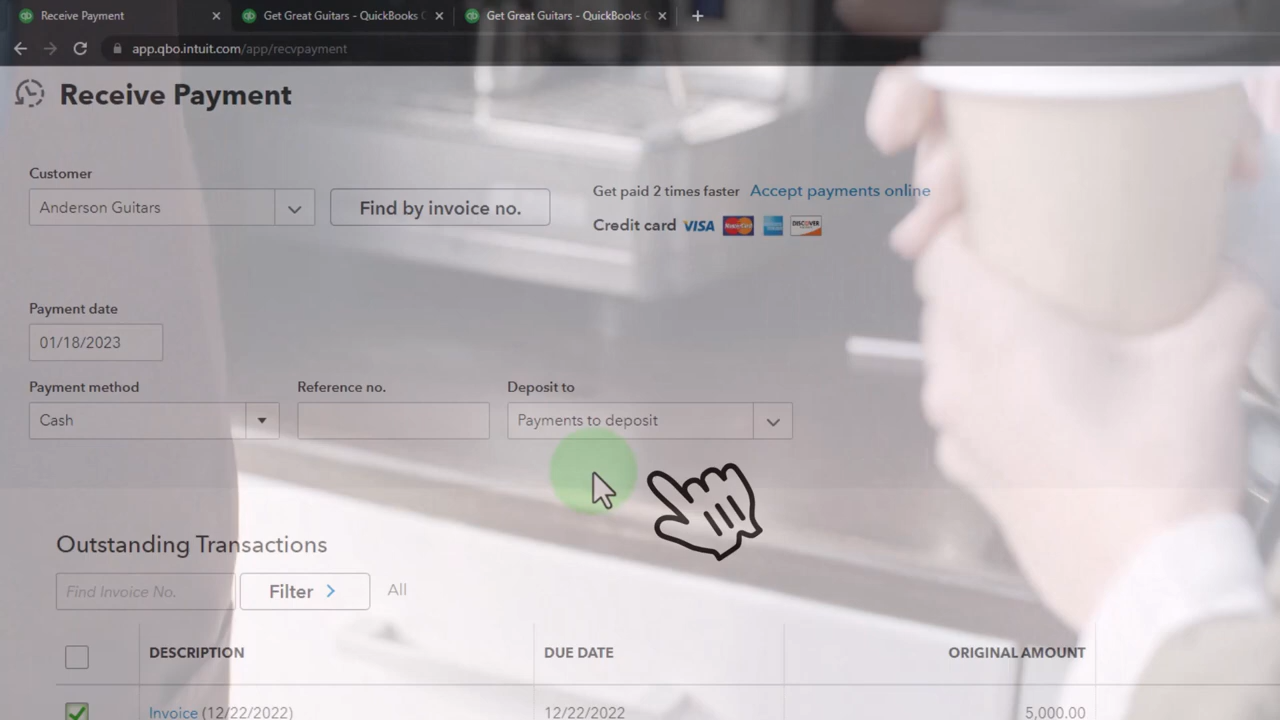 Receive Payment
Get Great Guitars - QuickBooks C
Get Great Guitars - QuickBooks C
app.qbo.intuit.com/app/recvpayment
Receive Payment
Customer
Anderson Guitars
Find by invoice no.
Get paid 2 times faster Accept payments online
Credit card VISA MasterCard DISCOVER
Payment date
01/18/2023
Payment method
Reference no.
Deposit to
Cash
Payments to deposit
Outstanding Transactions
Find Invoice No.
Filter
All
DESCRIPTION
DUE DATE
ORIGINAL AMOUNT
Invoice (12/22/2022)
12/22/2022
5,000.00